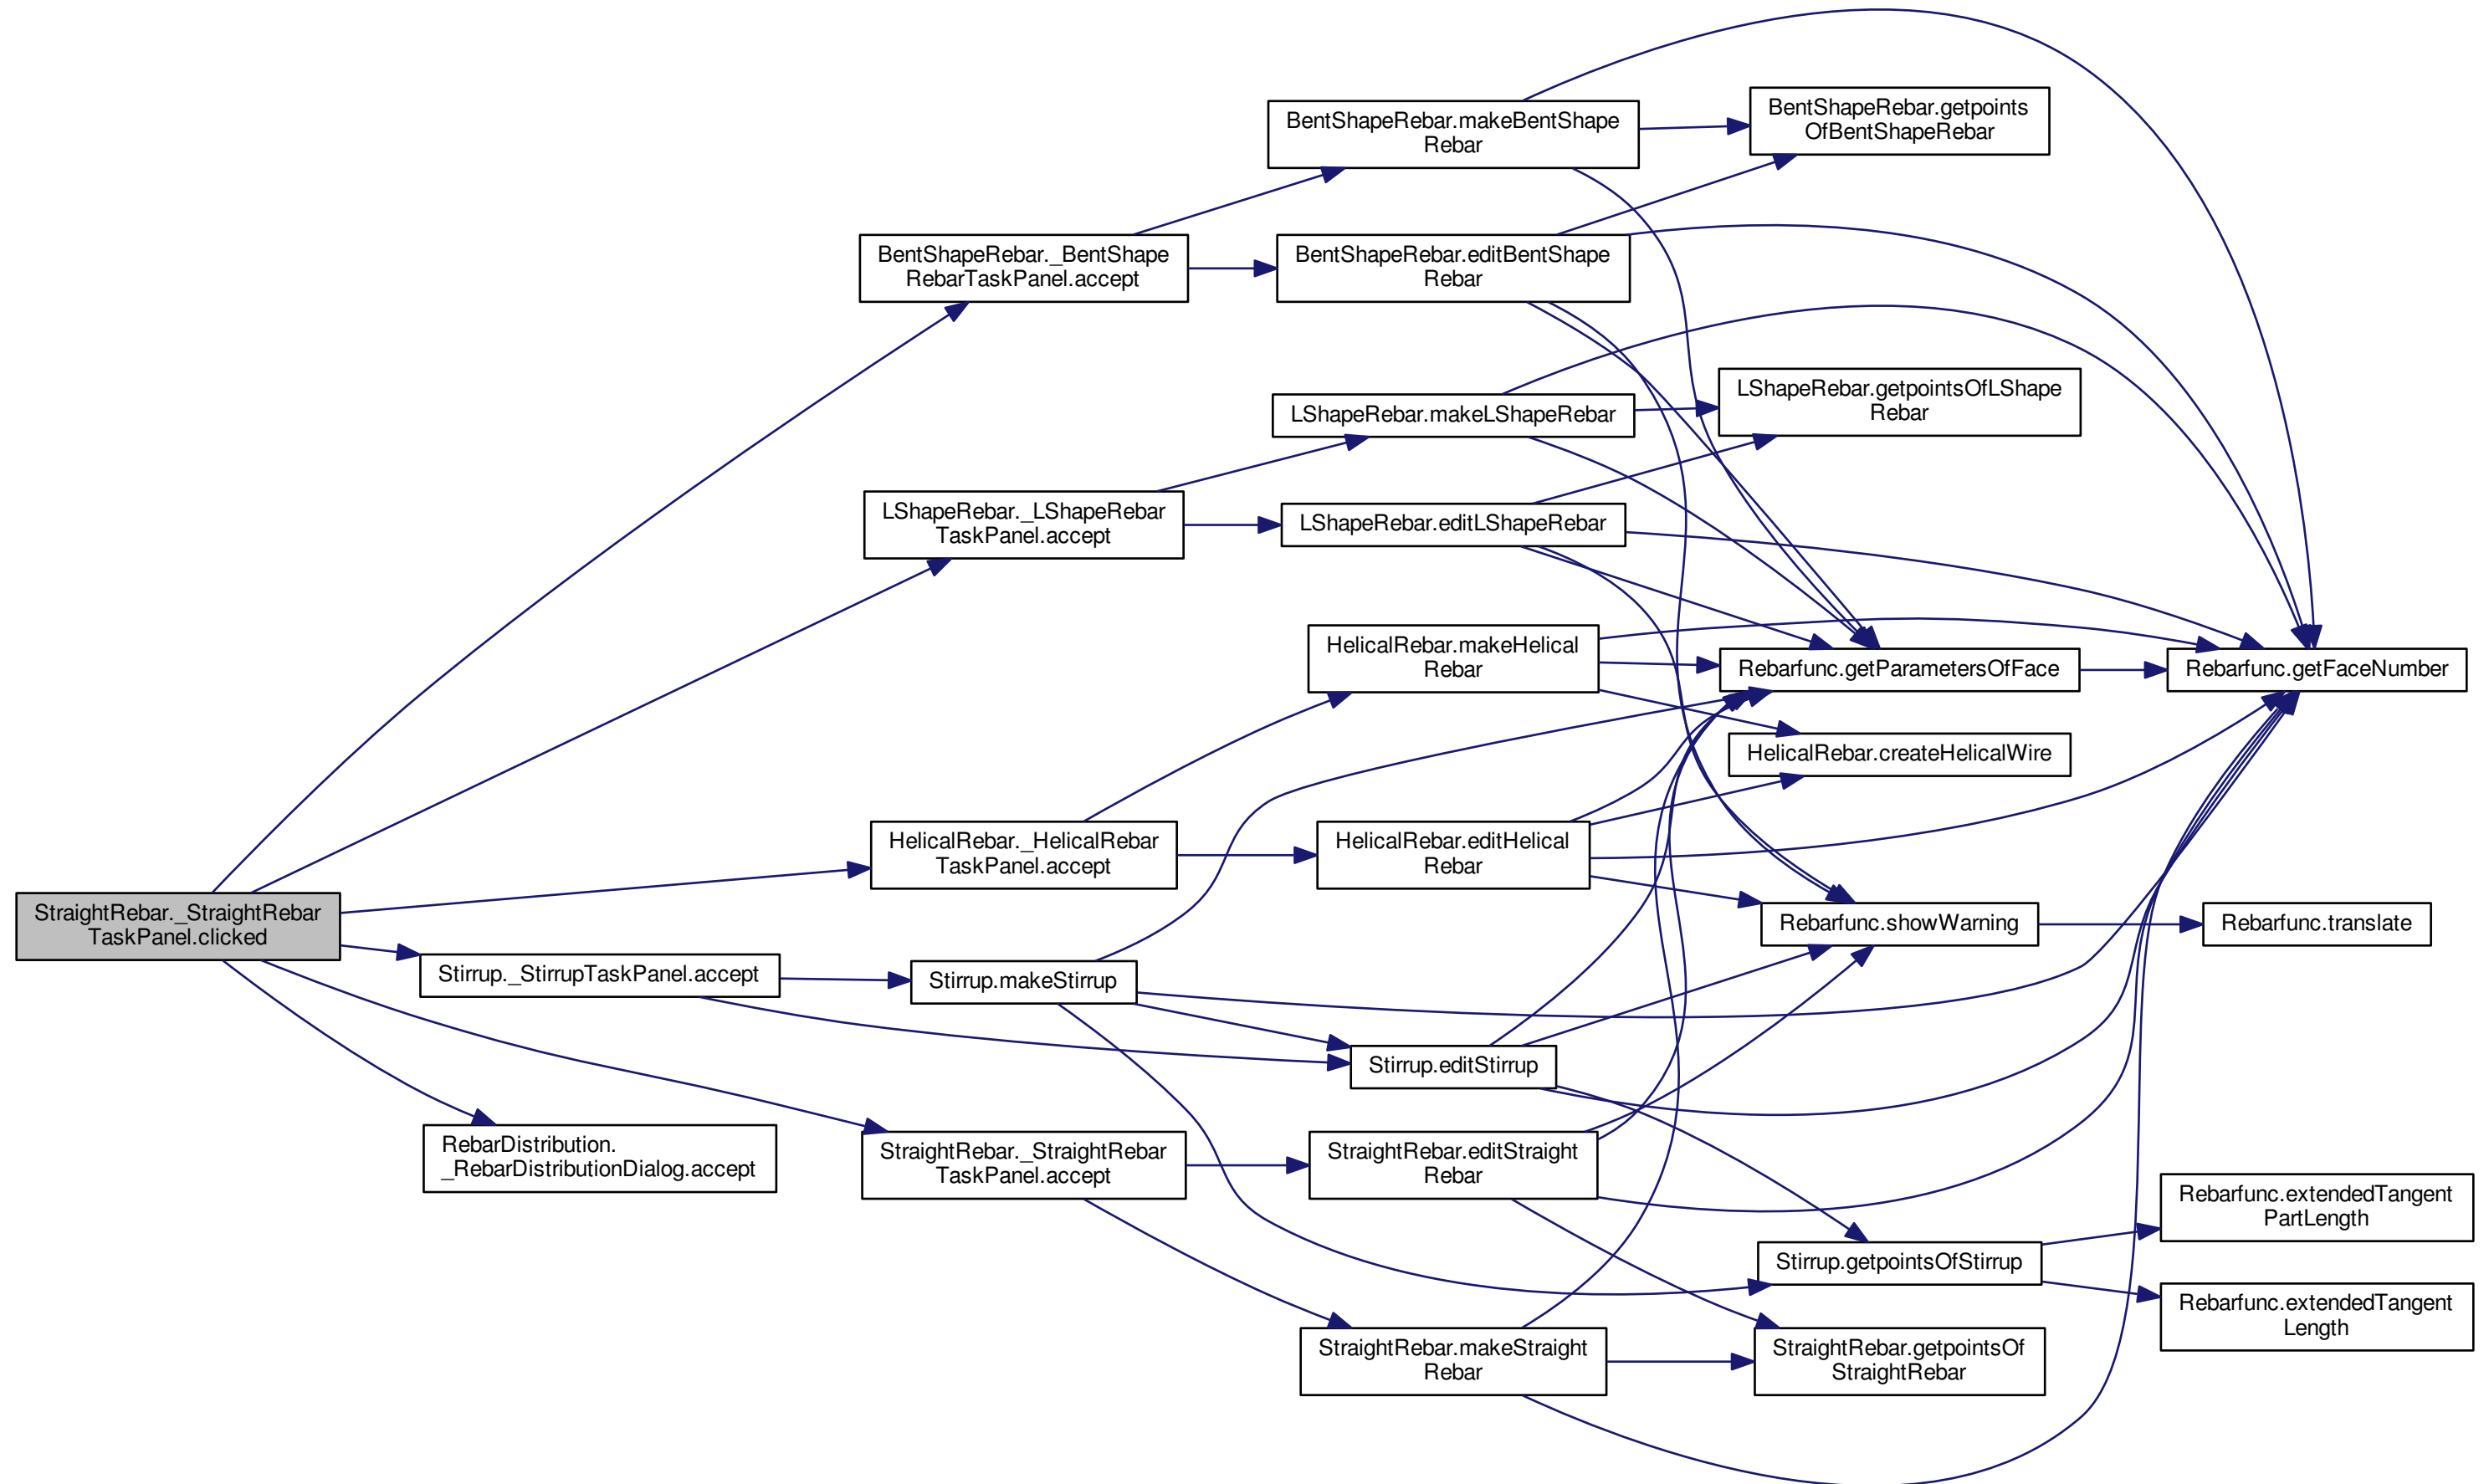 StraightRebar._StraightRebar
TaskPanel.clicked
BentShapeRebar._BentShape
RebarTaskPanel.accept
LShapeRebar._LShapeRebar
TaskPanel.accept
HelicalRebar._HelicalRebar
TaskPanel.accept
Stirrup._StirrupTaskPanel.accept
RebarDistribution.
_RebarDistributionDialog.accept
StraightRebar._StraightRebar
TaskPanel.accept
Stirrup.makeStirrup
BentShapeRebar.makeBentShape
Rebar
BentShapeRebar.editBentShape
Rebar
LShapeRebar.makeLShapeRebar
LShapeRebar.editLShapeRebar
HelicalRebar.makeHelical
Rebar
HelicalRebar.editHelical
Rebar
Stirrup.editStirrup
StraightRebar.editStraight
Rebar
StraightRebar.makeStraight
Rebar
BentShapeRebar.getpoints
OfBentShapeRebar
LShapeRebar.getpointsOfLShape
Rebar
Rebarfunc.getParametersOfFace
HelicalRebar.createHelicalWire
Rebarfunc.showWarning
Stirrup.getpointsOfStirrup
StraightRebar.getpointsOf
StraightRebar
Rebarfunc.getFaceNumber
Rebarfunc.translate
Rebarfunc.extendedTangent
PartLength
Rebarfunc.extendedTangent
Length